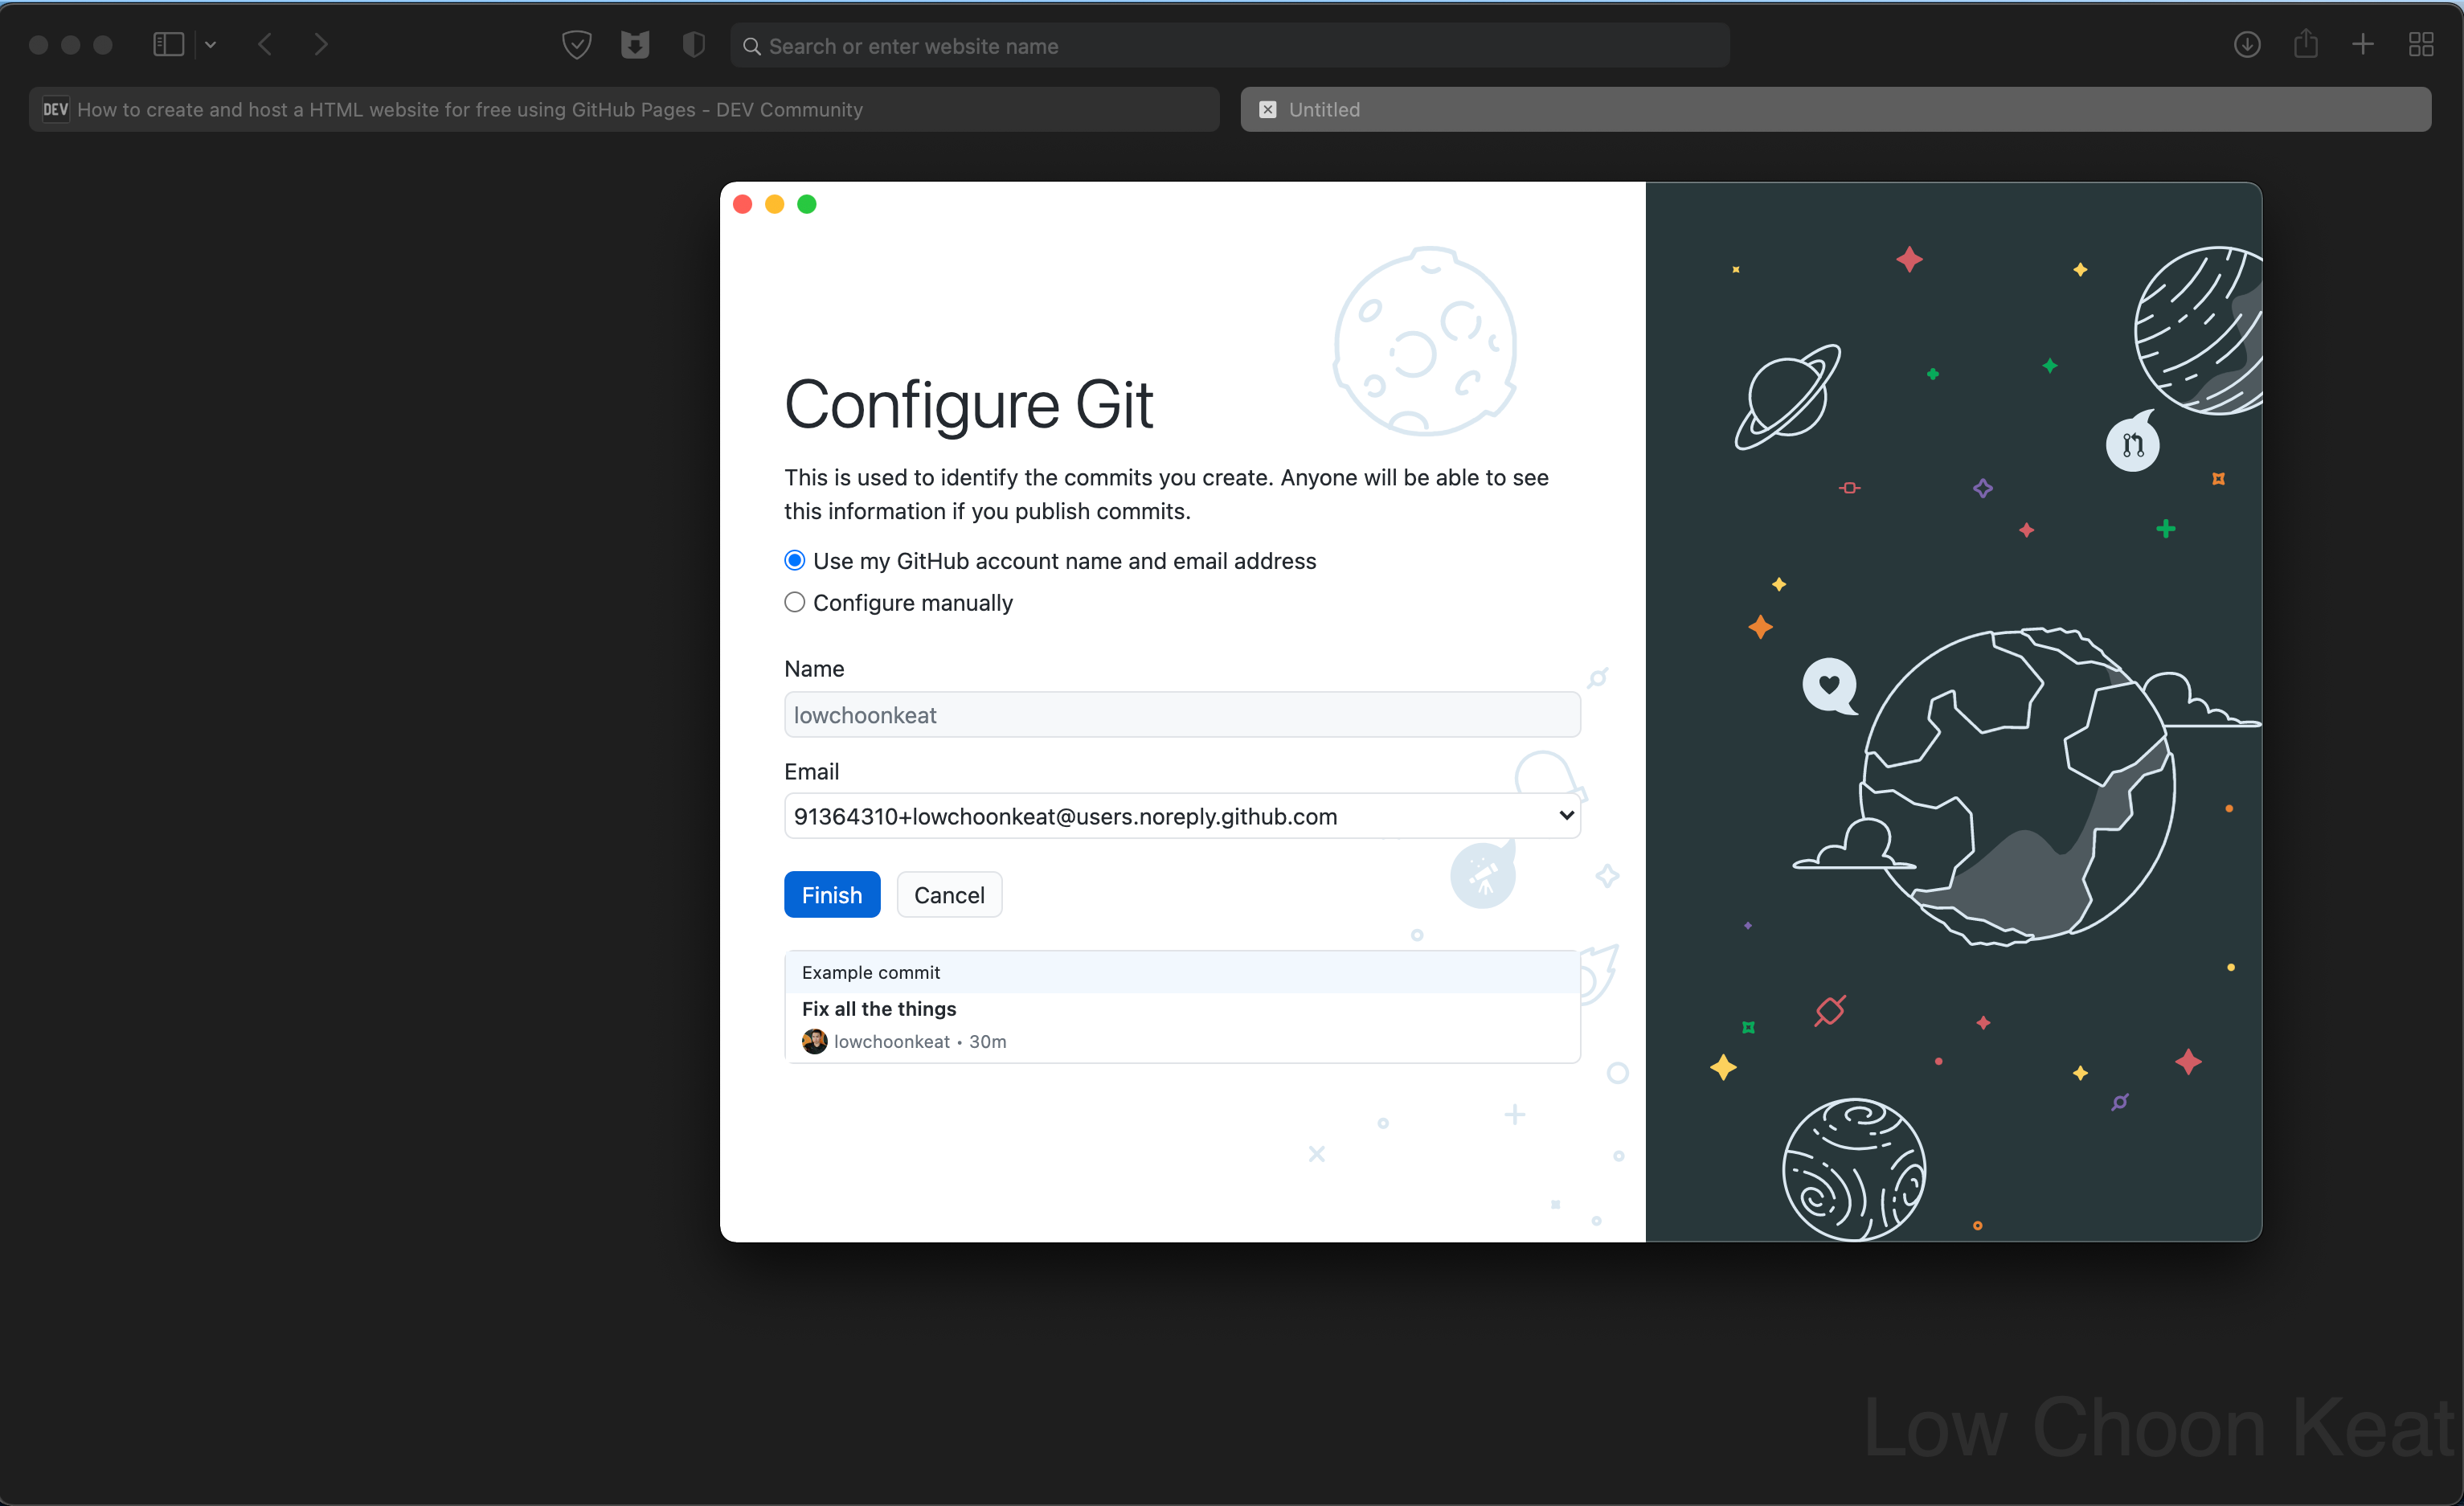 Search or enter website name
DEV How to create and host a HTML website for free using GitHub Pages - DEV Community
Untitled
Configure Git
This is used to identify the commits you create. Anyone will be able to see
this information if you publish commits.
Use my GitHub account name and email address
Configure manually
Name
lowchoonkeat
Email
91364310+lowchoonkeat@users.noreply.github.com
Finish
Cancel
Example commit
Fix all the things
lowchoonkeat • 30m
Low Choon Keat